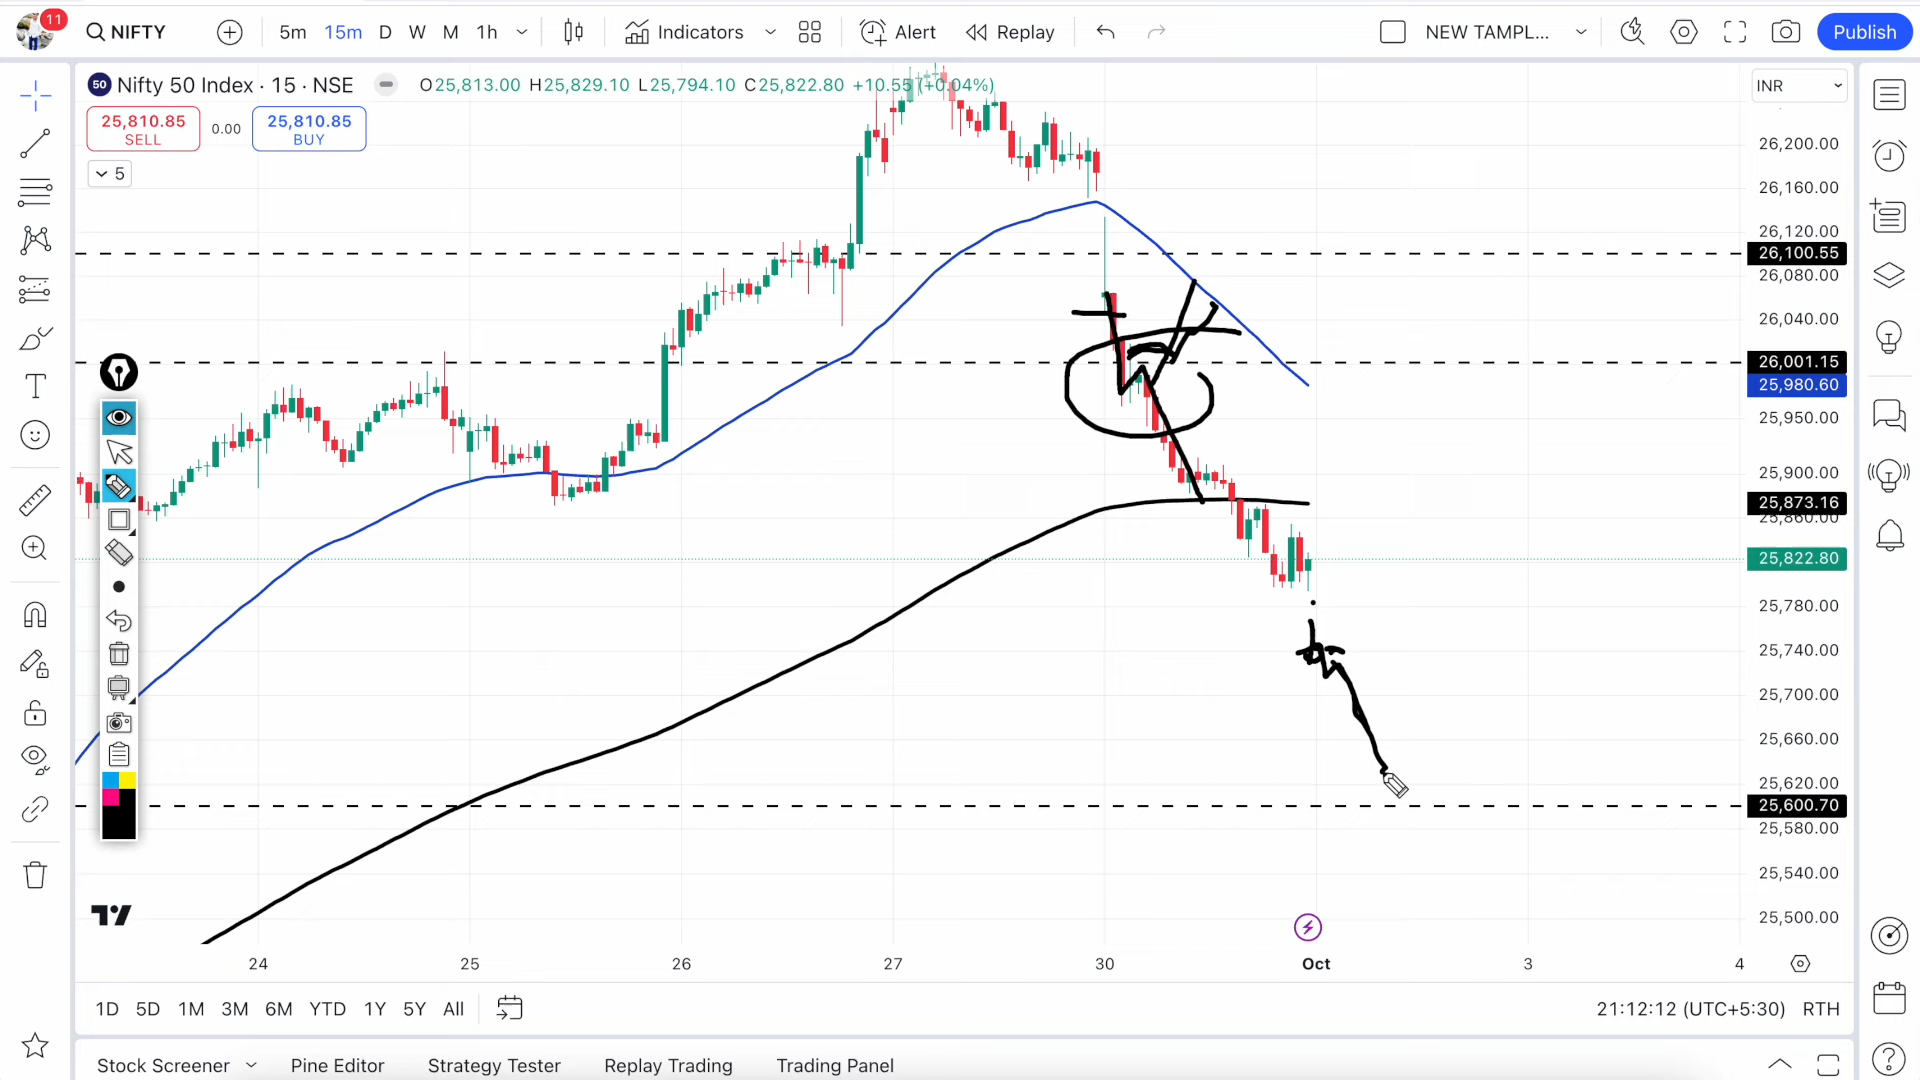 11
NIFTY
5m 15m D W M 1h
Indicators
Alert
Replay
NEW TAMPL...
Publish
50 Nifty 50 Index · 15 · NSE
O25,813.00 H25,829.10 L25,794.10 C25,822.80 +10.55 (+0.04%)
INR
25,810.85
SELL
0.00
25,810.85
BUY
5
26,200.00
26,160.00
26,120.00
26,100.55
26,080.00
26,040.00
26,001.15
25,980.60
25,950.00
25,900.00
25,873.16
25,860.00
25,822.80
25,780.00
25,740.00
25,700.00
25,660.00
25,620.00
25,600.70
25,580.00
25,540.00
25,500.00
24 25 26 27 30 Oct 3 4
1D 5D 1M 3M 6M YTD 1Y 5Y All
21:12:12 (UTC+5:30) RTH
Stock Screener
Pine Editor
Strategy Tester
Replay Trading
Trading Panel